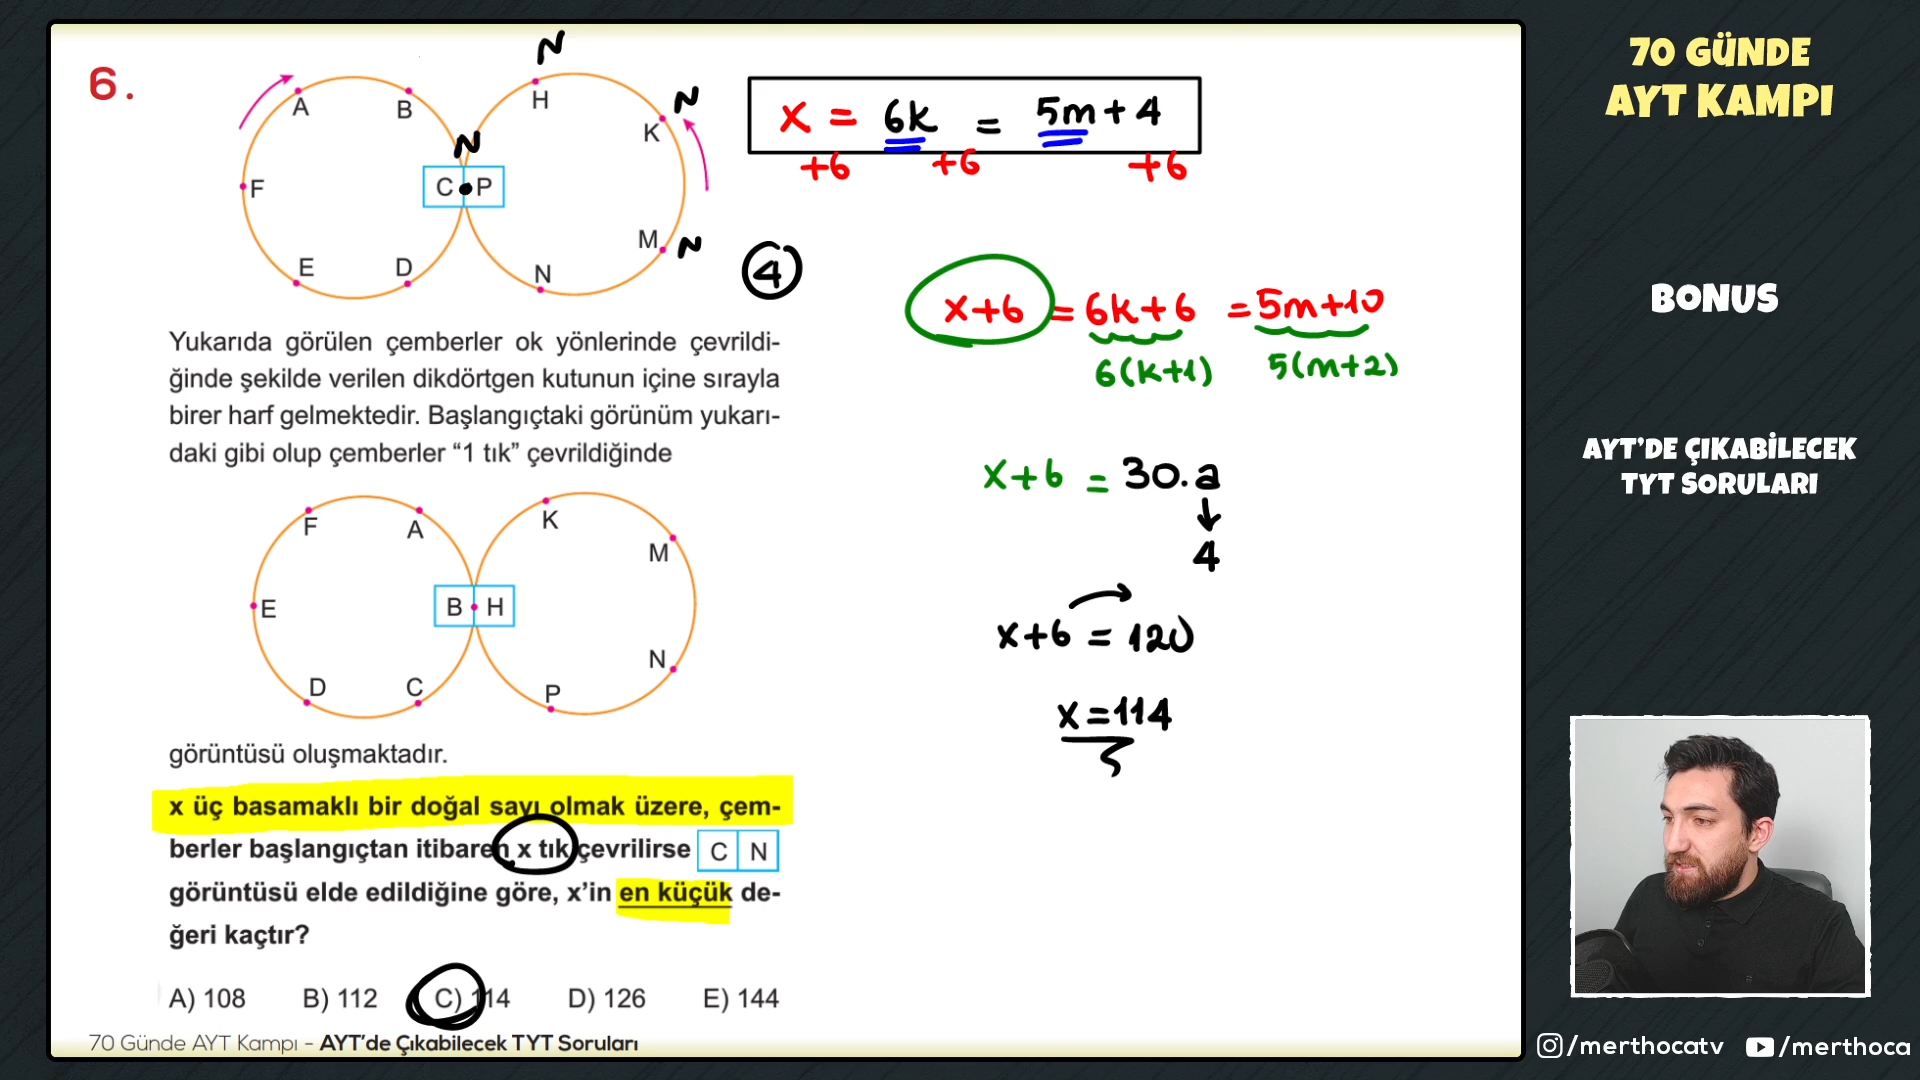 6.
A
B
C
P
D
E
F
H
K
M
N
N
N
N
N
4
Yukarıda görülen çemberler ok yönlerinde çevrildi-
ğinde şekilde verilen dikdörtgen kutunun içine sırayla
birer harf gelmektedir. Başlangıçtaki görünüm yukarı-
daki gibi olup çemberler “1 tık” çevrildiğinde
F
A
B
H
C
D
E
K
M
N
P
görüntüsü oluşmaktadır.
x üç basamaklı bir doğal sayı olmak üzere, çem-
berler başlangıçtan itibaren x tık çevrilirse C N
görüntüsü elde edildiğine göre, x’in en küçük de-
ğeri kaçtır?
A) 108 B) 112 C) 114 D) 126 E) 144
70 Günde AYT Kampı - AYT’de Çıkabilecek TYT Soruları
x = 6k = 5m + 4
+6 +6 +6
x+6 = 6k+6 = 5m+10
6(k+1) 5(m+2)
x+6 = 30.a
4
x+6 = 120
x=114
70 GÜNDE
AYT KAMPI
BONUS
AYT’DE ÇIKABİLECEK
TYT SORULARI
/merthocatv /merthoca